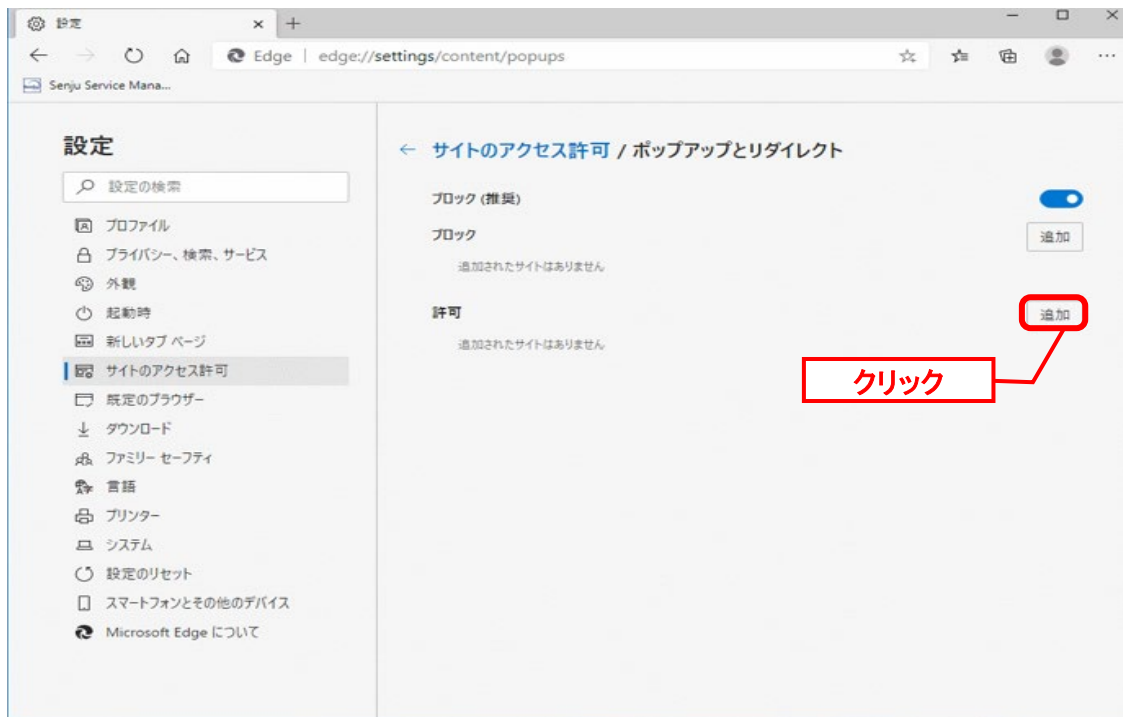 設定
Edge | edge://settings/content/popups
Senju Service Mana...
設定
設定の検索
プロファイル
プライバシー、検索、サービス
外観
起動時
新しいタブ ページ
サイトのアクセス許可
既定のブラウザー
ダウンロード
ファミリー セーフティ
言語
プリンター
システム
設定のリセット
スマートフォンとその他のデバイス
Microsoft Edge について
← サイトのアクセス許可 / ポップアップとリダイレクト
ブロック (推奨)
ブロック
追加
追加されたサイトはありません
許可
追加
追加されたサイトはありません
クリック